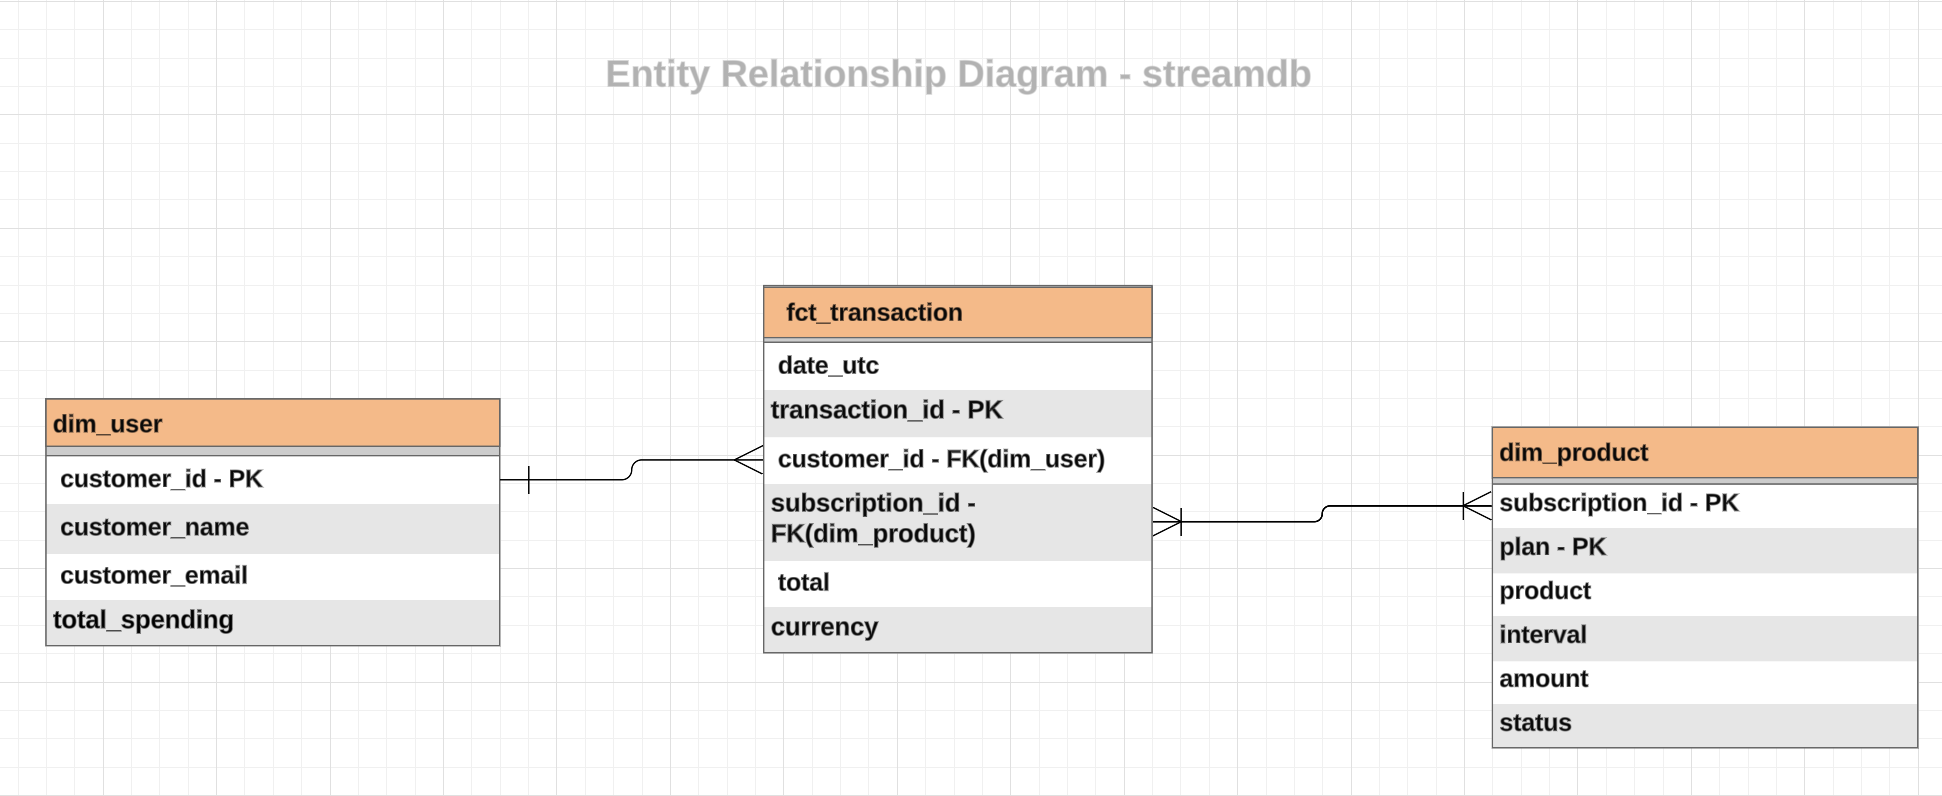 Entity Relationship Diagram - streamdb
dim_user
customer_id - PK
customer_name
customer_email
total_spending
fct_transaction
date_utc
transaction_id - PK
customer_id - FK(dim_user)
subscription_id -
FK(dim_product)
total
currency
dim_product
subscription_id - PK
plan - PK
product
interval
amount
status